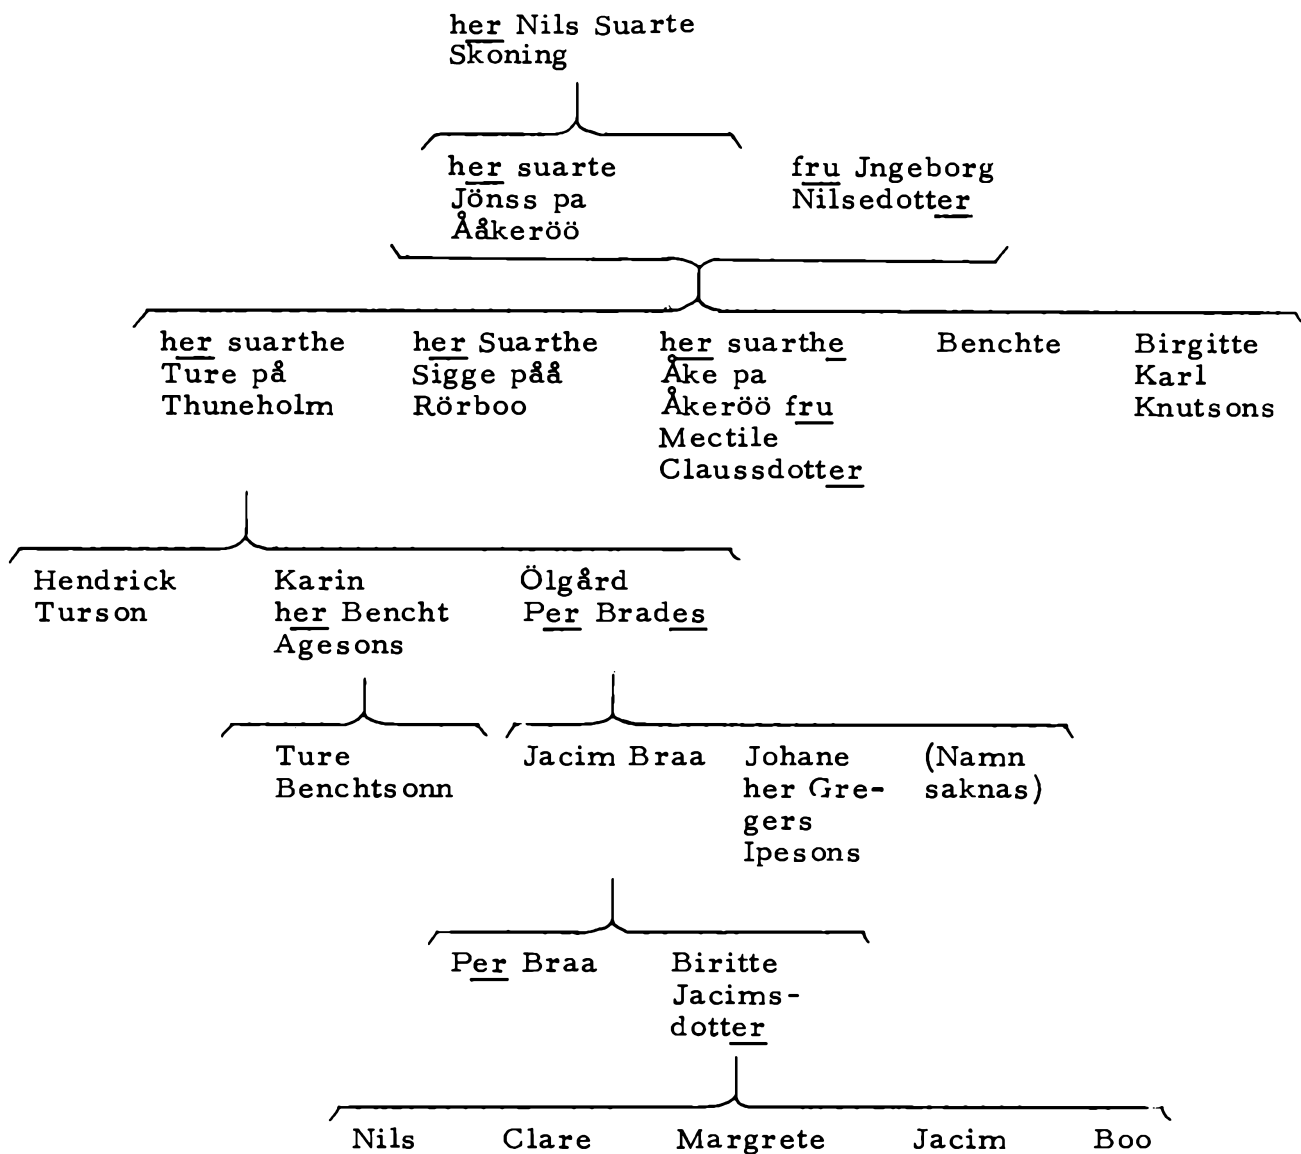 her Nils Suarte
Skoning
her suarte
Jönss pa
Ååkeröö
fru Jngeborg
Nilsedotter
her suarthe
Ture på
Thuneholm
her Suarthe
Sigge påå
Rörboo
her suarthe
Åke pa
Åkeröö fru
Mectile
Claussdotter
Benchte
Birgitte
Karl
Knutsons
Hendrick
Turson
Karin
her Bencht
Agesons
Ölgård
Per Brades
Ture
Benchtsonn
Jacim Braa
Johane
her Gre-
gers
Ipesons
(Namn
saknas)
Per Braa
Biritte
Jacims-
dotter
Nils
Clare
Margrete
Jacim
Boo